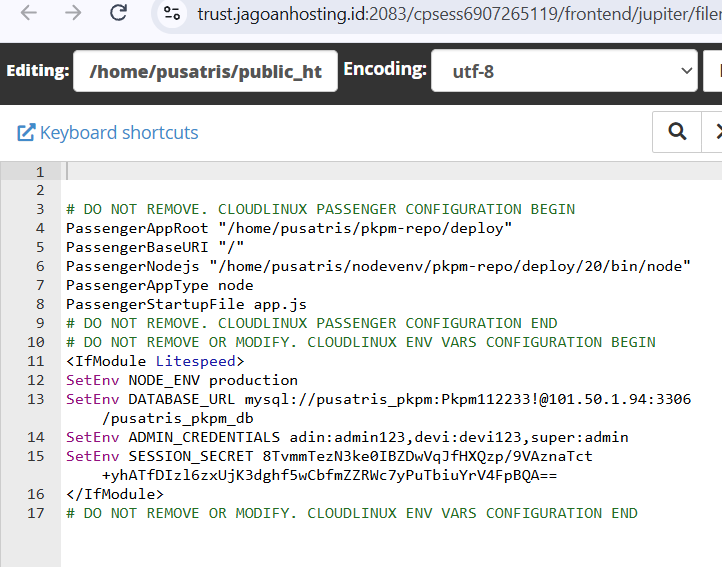 trust.jagoanhosting.id:2083/cpsess6907265119/frontend/jupiter/filer
Editing: /home/pusatris/public_ht Encoding: utf-8
Keyboard shortcuts
1
2
3 # DO NOT REMOVE. CLOUDLINUX PASSENGER CONFIGURATION BEGIN
4 PassengerAppRoot "/home/pusatris/pkpm-repo/deploy"
5 PassengerBaseURI "/"
6 PassengerNodejs "/home/pusatris/nodevenv/pkpm-repo/deploy/20/bin/node"
7 PassengerAppType node
8 PassengerStartupFile app.js
9 # DO NOT REMOVE. CLOUDLINUX PASSENGER CONFIGURATION END
10 # DO NOT REMOVE OR MODIFY. CLOUDLINUX ENV VARS CONFIGURATION BEGIN
11 <IfModule Litespeed>
12 SetEnv NODE_ENV production
13 SetEnv DATABASE_URL mysql://pusatris_pkpm:Pkpm112233!@101.50.1.94:3306
/pusatris_pkpm_db
14 SetEnv ADMIN_CREDENTIALS adin:admin123,devi:devi123,super:admin
15 SetEnv SESSION_SECRET 8TvmmTezN3ke0IBZDwVqJfHXQzp/9VAznaTct
+yhATfDIzl6zxUjK3dghf5wCbfmZZRWc7yPuTbiuYrV4FpBQA==
16 </IfModule>
17 # DO NOT REMOVE OR MODIFY. CLOUDLINUX ENV VARS CONFIGURATION END